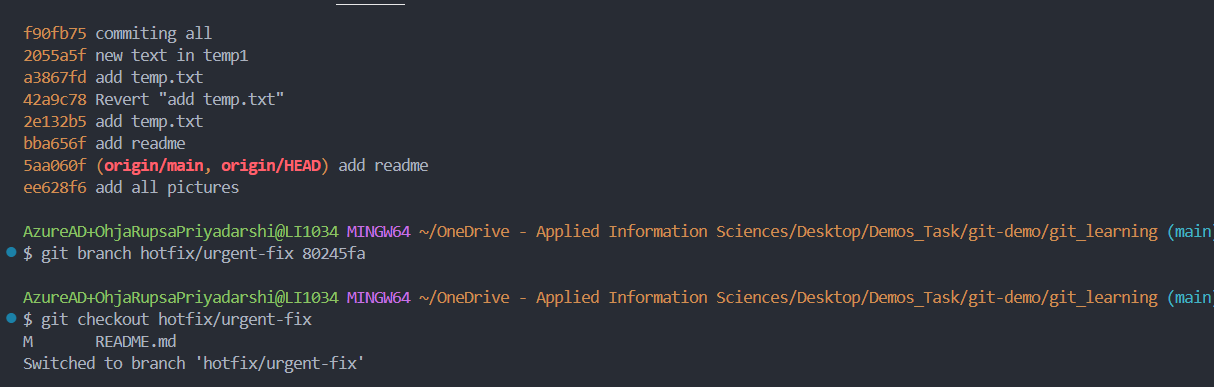 f90fb75 commiting all
2055a5f new text in temp1
a3867fd add temp.txt
42a9c78 Revert "add temp.txt"
2e132b5 add temp.txt
bba656f add readme
5aa060f (origin/main, origin/HEAD) add readme
ee628f6 add all pictures
AzureAD+OhjaRupsaPriyadarshi@LI1034 MINGW64 ~/OneDrive - Applied Information Sciences/Desktop/Demos_Task/git-demo/git_learning (main)
$ git branch hotfix/urgent-fix 80245fa
AzureAD+OhjaRupsaPriyadarshi@LI1034 MINGW64 ~/OneDrive - Applied Information Sciences/Desktop/Demos_Task/git-demo/git_learning (main)
$ git checkout hotfix/urgent-fix
M README.md
Switched to branch 'hotfix/urgent-fix'